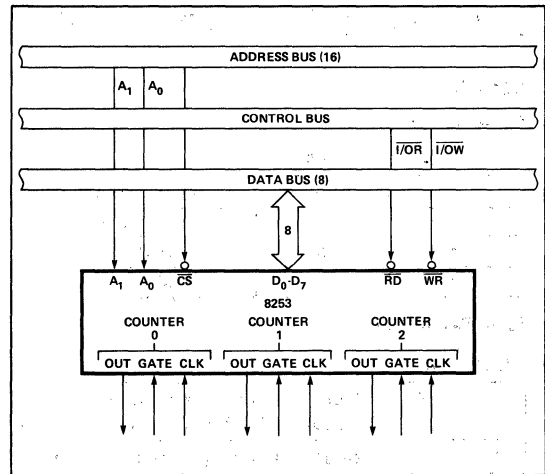 ADDRESS BUS (16)
A₁ A₀
CONTROL BUS
I/OR I/OW
DATA BUS (8)
8
A₁ A₀ CS D₀-D₇ RD WR
8253
COUNTER COUNTER COUNTER
0 1 2
OUT GATE CLK OUT GATE CLK OUT GATE CLK